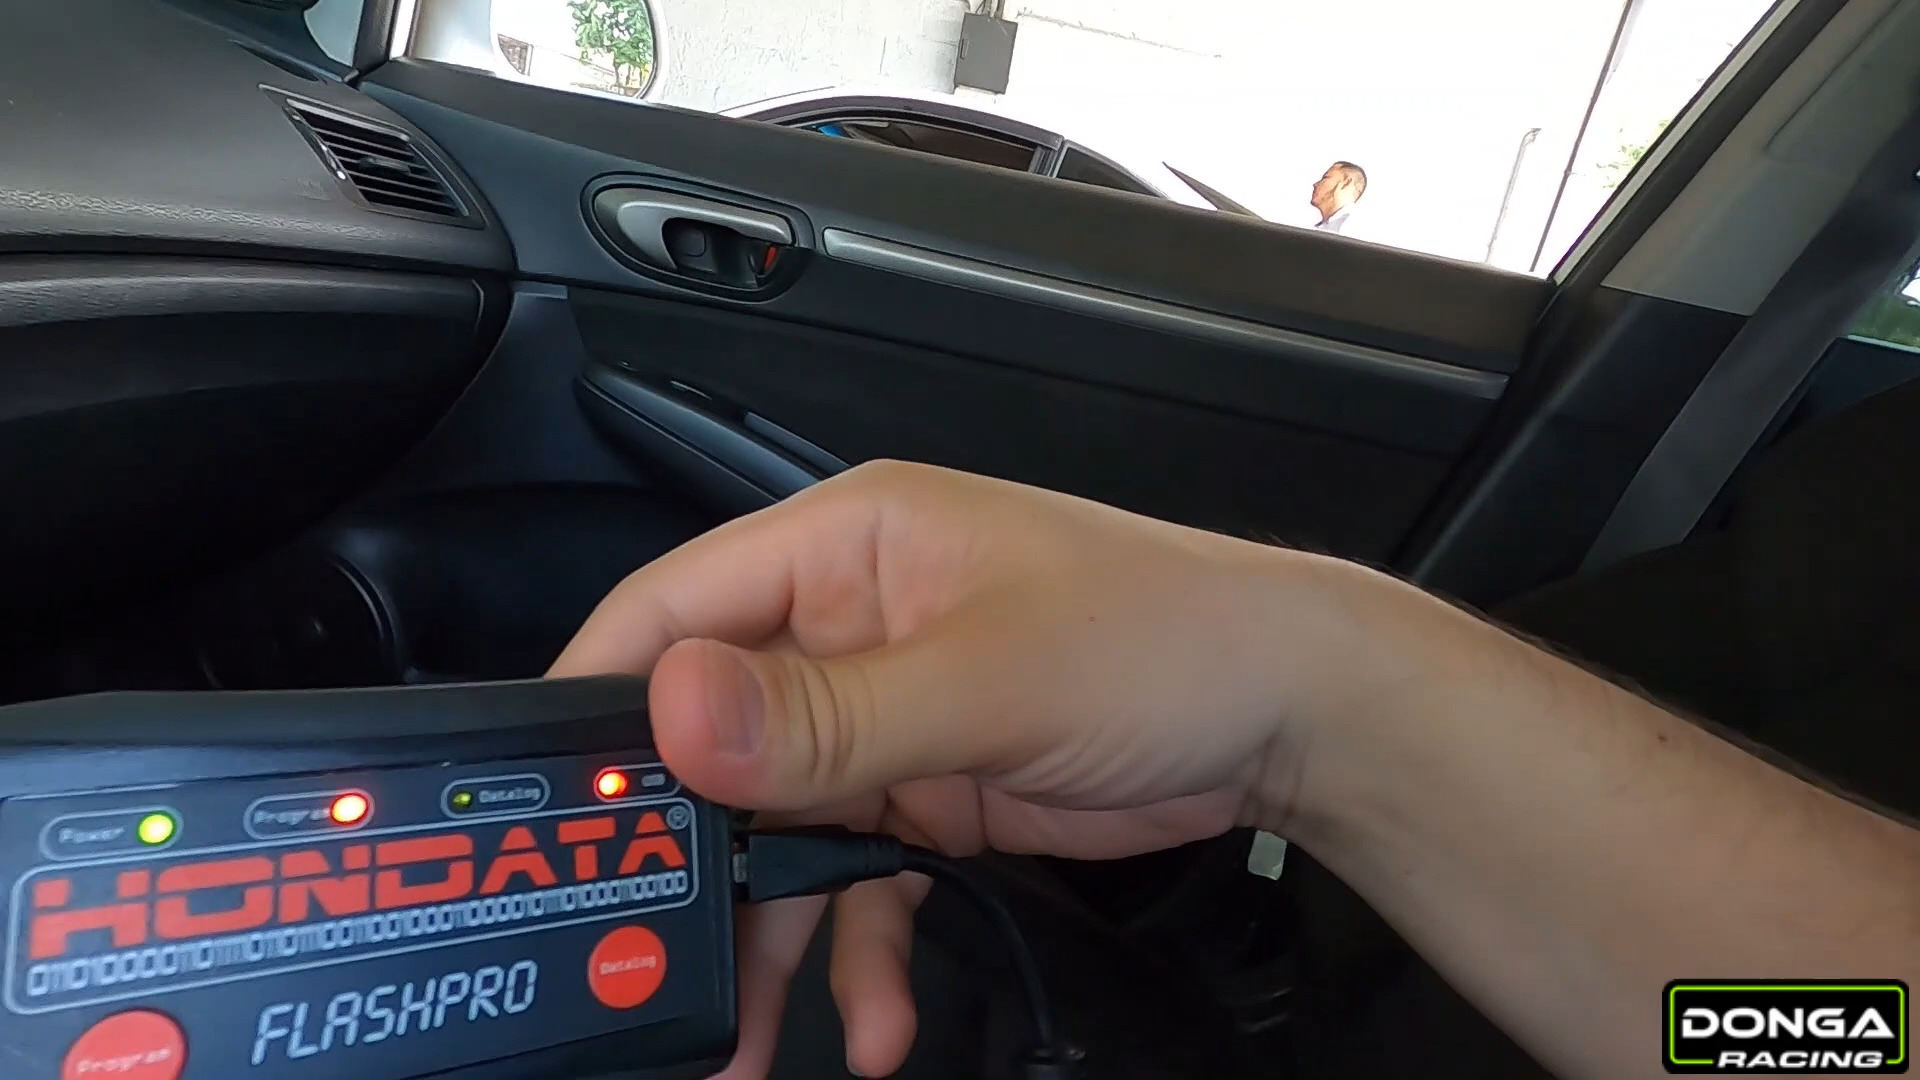 Power
Program
Datalog
HONDATA®
FLASHPRO
Datalog
Program
DONGA
RACING